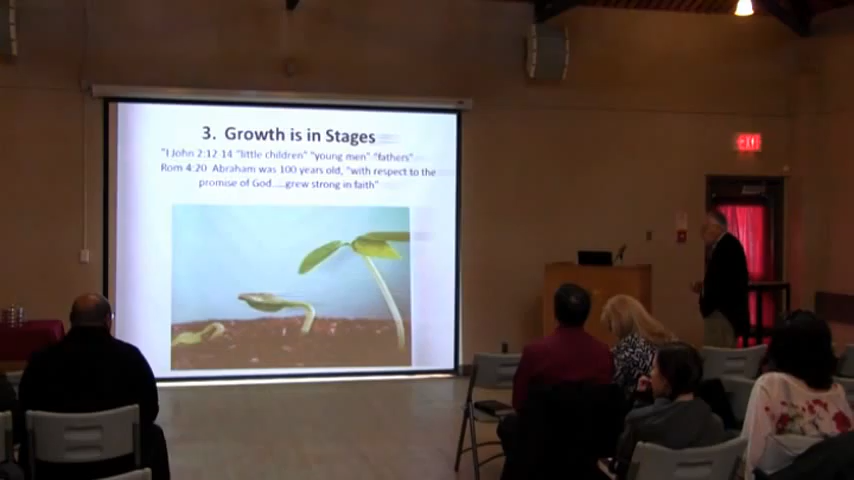 3. Growth is in Stages
"I John 2:12-14 "little children" "young men" "fathers"
Rom 4:20 Abraham was 100 years old, "with respect to the
promise of God.....grew strong in faith"
EXIT